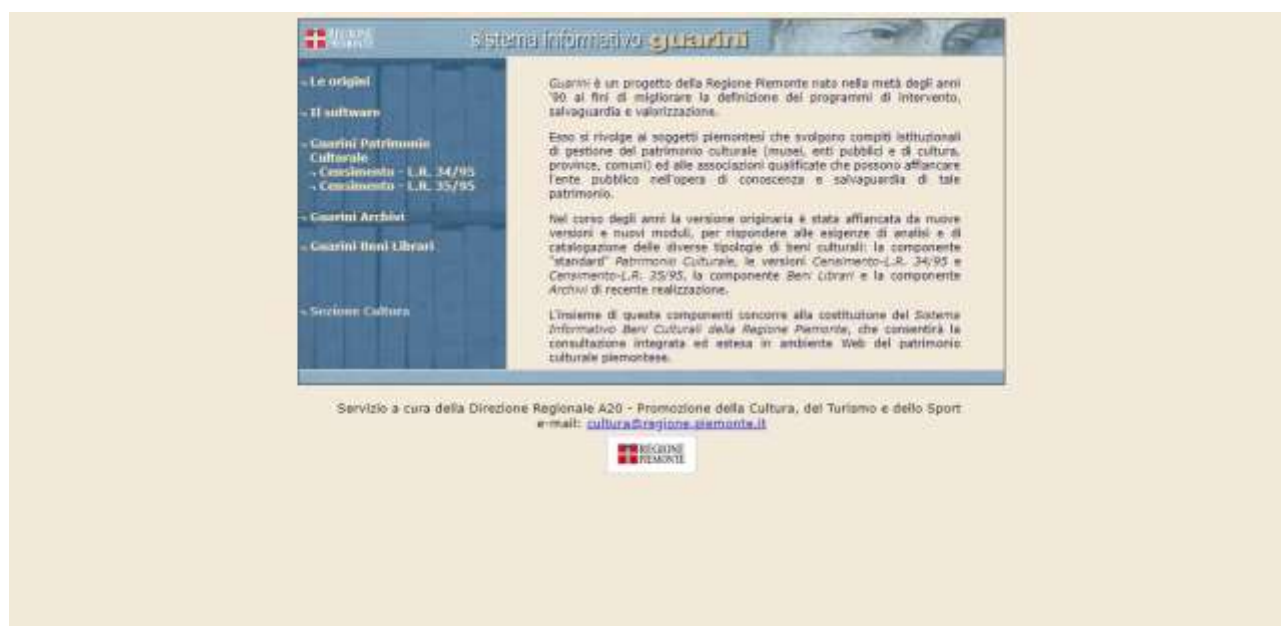 REGIONE
PIEMONTE
sistema informativo guarini
Le origini
Il software
Guarini Patrimonio
Culturale
Censimento - L.R. 34/95
Censimento - L.R. 35/95
Guarini Archivi
Guarini Beni Librari
Sezione Cultura
Guarini è un progetto della Regione Piemonte nato nella metà degli anni
'90 ai fini di migliorare la definizione dei programmi di intervento,
salvaguardia e valorizzazione.
Esso si rivolge ai soggetti piemontesi che svolgono compiti istituzionali
di gestione del patrimonio culturale (musei, enti pubblici e di cultura,
province, comuni) ed alle associazioni qualificate che possono affiancare
l'ente pubblico nell'opera di conoscenza e salvaguardia di tale
patrimonio.
Nel corso degli anni la versione originaria è stata affiancata da nuove
versioni e nuovi moduli, per rispondere alle esigenze di analisi e di
catalogazione delle diverse tipologie di beni culturali: la componente
"standard" Patrimonio Culturale, le versioni Censimento-L.R. 34/95 e
Censimento-L.R. 35/95, la componente Beni Librari e la componente
Archivi di recente realizzazione.
L'insieme di queste componenti concorre alla costituzione del Sistema
Informativo Beni Culturali della Regione Piemonte, che consentirà la
consultazione integrata ed estesa in ambiente Web del patrimonio
culturale piemontese.
Servizio a cura della Direzione Regionale A20 - Promozione della Cultura, del Turismo e dello Sport
e-mail: cultura@regione.piemonte.it
REGIONE
PIEMONTE